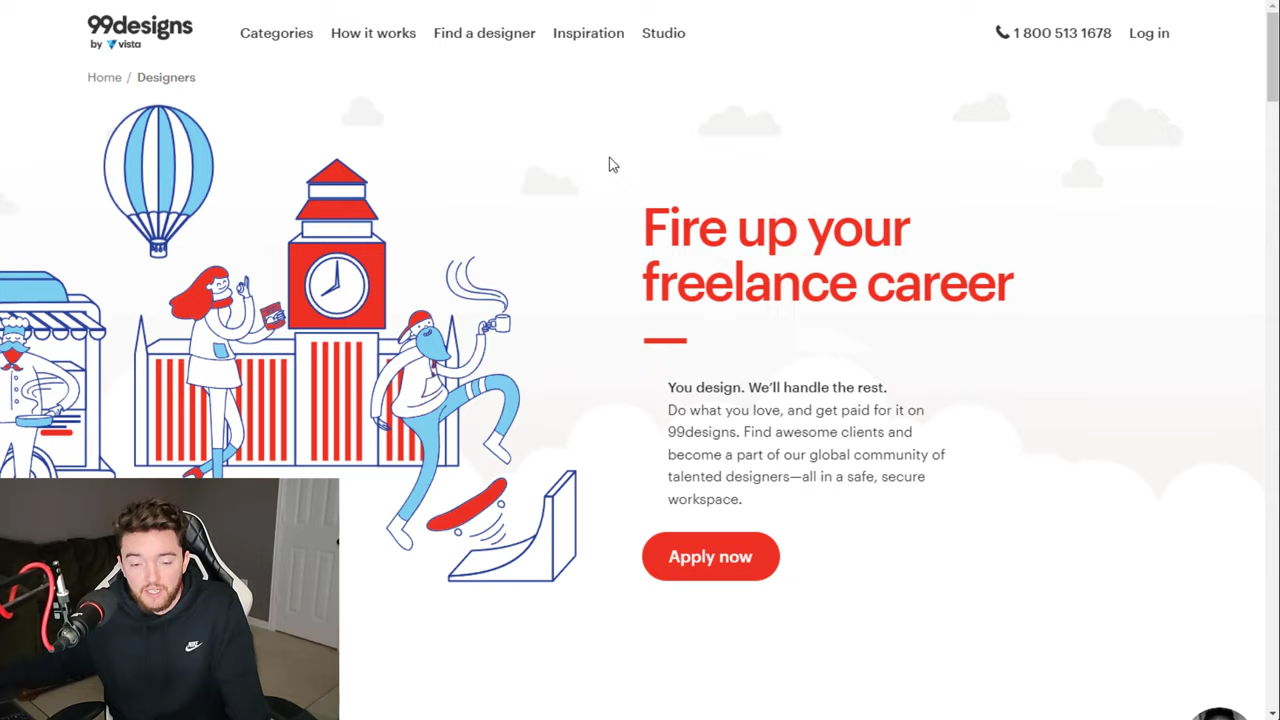 99designs
by vista
Categories How it works Find a designer Inspiration Studio
1 800 513 1678 Log in
Home / Designers
Fire up your
freelance career
You design. We'll handle the rest.
Do what you love, and get paid for it on
99designs. Find awesome clients and
become a part of our global community of
talented designers—all in a safe, secure
workspace.
Apply now